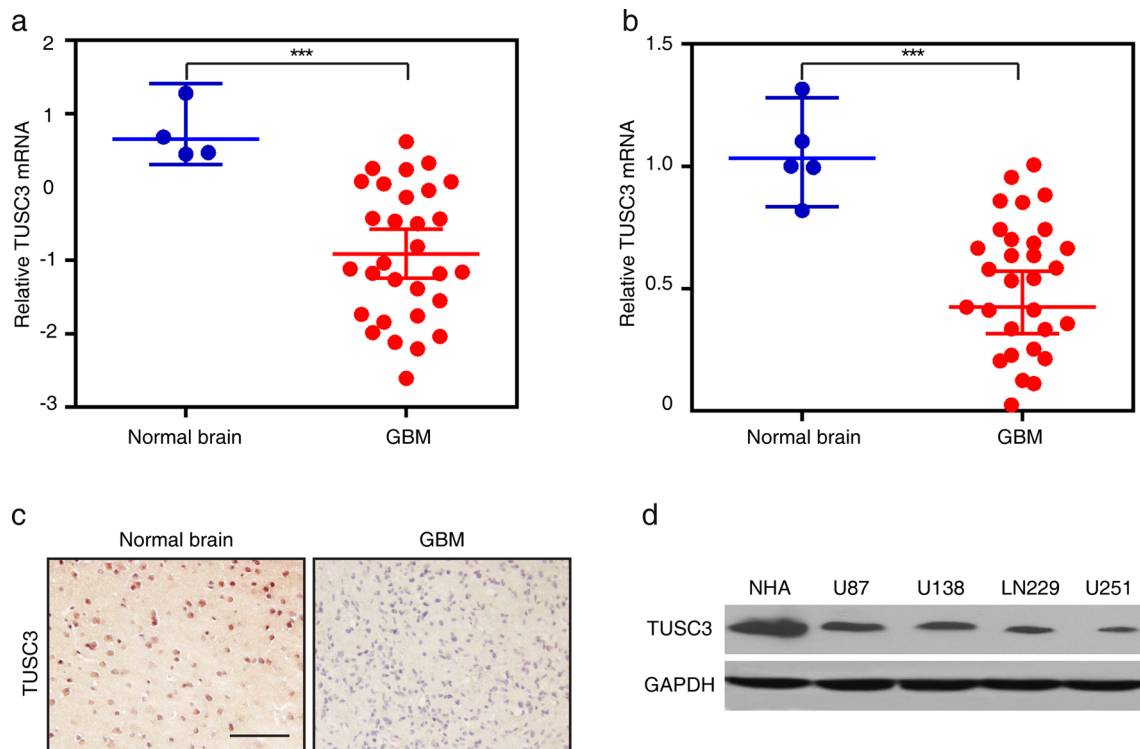 a
2
1
0
-1
-2
-3
Relative TUSC3 mRNA
***
Normal brain
GBM
b
1.5
1.0
0.5
0
Relative TUSC3 mRNA
***
Normal brain
GBM
c
Normal brain
GBM
TUSC3
d
NHA U87 U138 LN229 U251
TUSC3
GAPDH